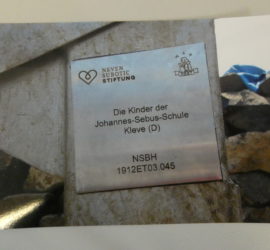 NEVEN
SUBOTIC
STIFTUNG
Die Kinder der
Johannes-Sebus-Schule
Kleve (D)
NSBH
1912ET03.045